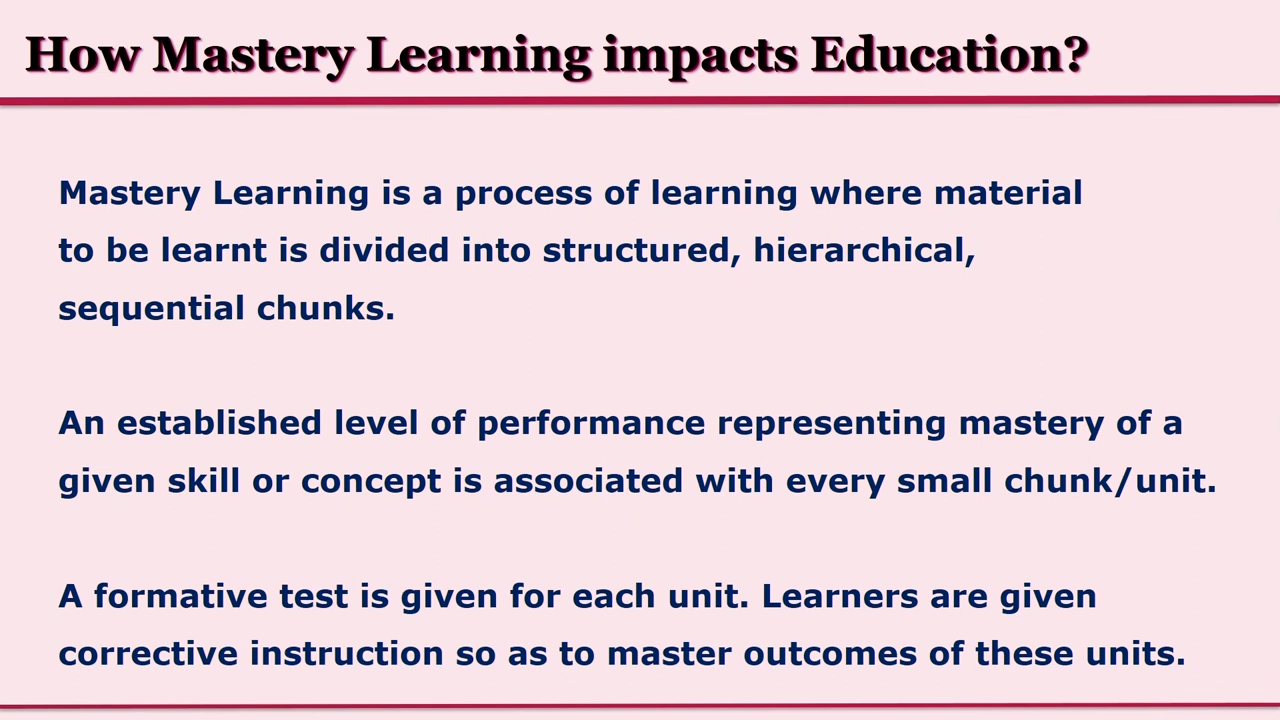 How Mastery Learning impacts Education?
Mastery Learning is a process of learning where material
to be learnt is divided into structured, hierarchical,
sequential chunks.
An established level of performance representing mastery of a
given skill or concept is associated with every small chunk/unit.
A formative test is given for each unit. Learners are given
corrective instruction so as to master outcomes of these units.